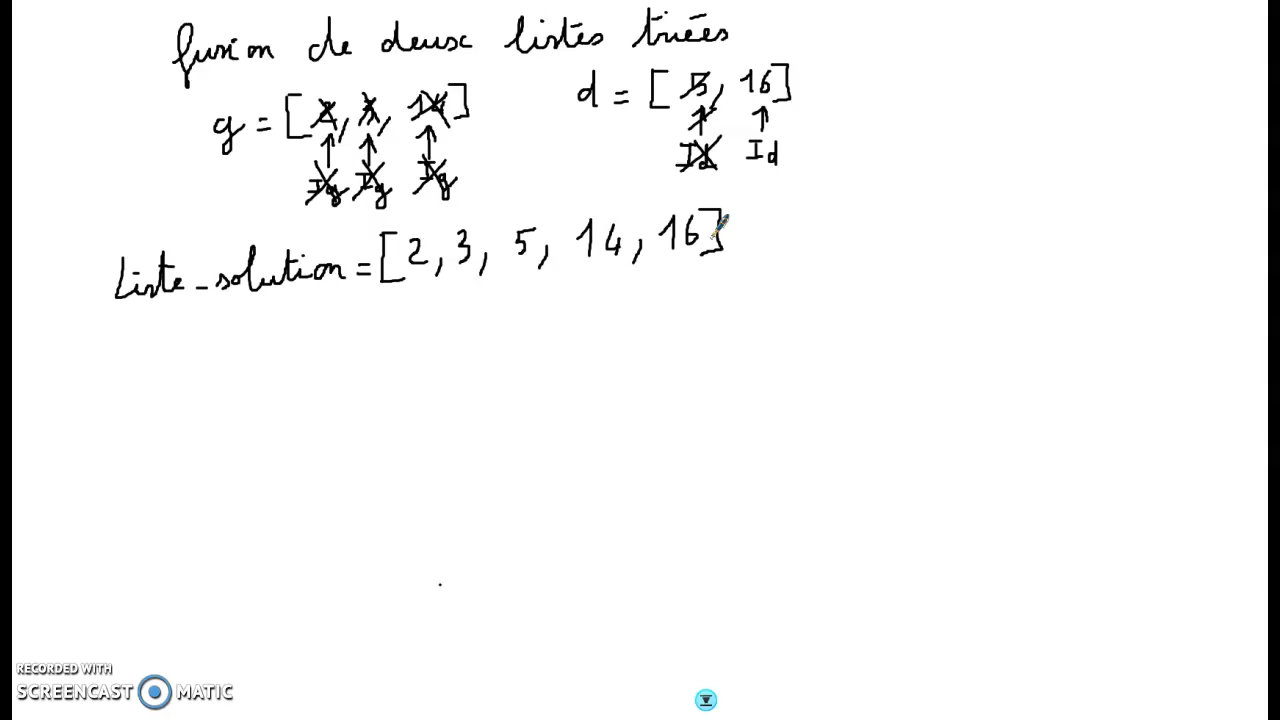 fusion de deux listes triées
g = [2, 3, 14] d = [5, 16]
Ig Ig Ig Id Id
Liste_solution = [2, 3, 5, 14, 16]
RECORDED WITH
SCREENCAST MATIC